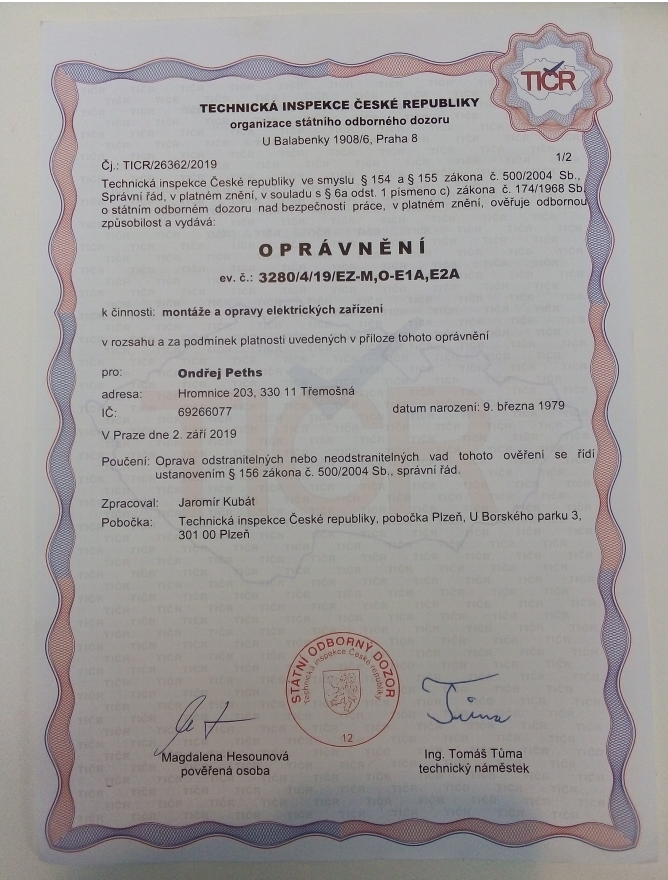 TIČR
TECHNICKÁ INSPEKCE ČESKÉ REPUBLIKY
organizace státního odborného dozoru
U Balabenky 1908/6, Praha 8
1/2
Čj.: TICR/26362/2019
Technická inspekce České republiky ve smyslu § 154 a § 155 zákona č. 500/2004 Sb.,
Správní řád, v platném znění, v souladu s § 6a odst. 1 písmeno c) zákona č. 174/1968 Sb
o státním odborném dozoru nad bezpečností práce, v platném znění, ověřuje odbornou
způsobilost a vydává:
OPRÁVNĚNÍ
ev. č.: 3280/4/19/EZ-M,O-E1A,E2A
k činnosti: montáže a opravy elektrických zařízení
v rozsahu a za podmínek platnosti uvedených v příloze tohoto oprávnění
pro: Ondřej Peths
adresa: Hromnice 203, 330 11 Třemošná
IČ: 69266077 datum narození: 9. března 1979
V Praze dne 2. září 2019
Poučení: Oprava odstranitelných nebo neodstranitelných vad tohoto ověření se řídí
ustanovením § 156 zákona č. 500/2004 Sb., správní řád.
Zpracoval: Jaromír Kubát
Pobočka: Technická inspekce České republiky, pobočka Plzeň, U Borského parku 3,
301 00 Plzeň
STÁTNÍ ODBORNÝ DOZOR
Technická inspekce České republiky
12
Tůma
Magdalena Hesounová
pověřená osoba
Ing. Tomáš Tůma
technický náměstek